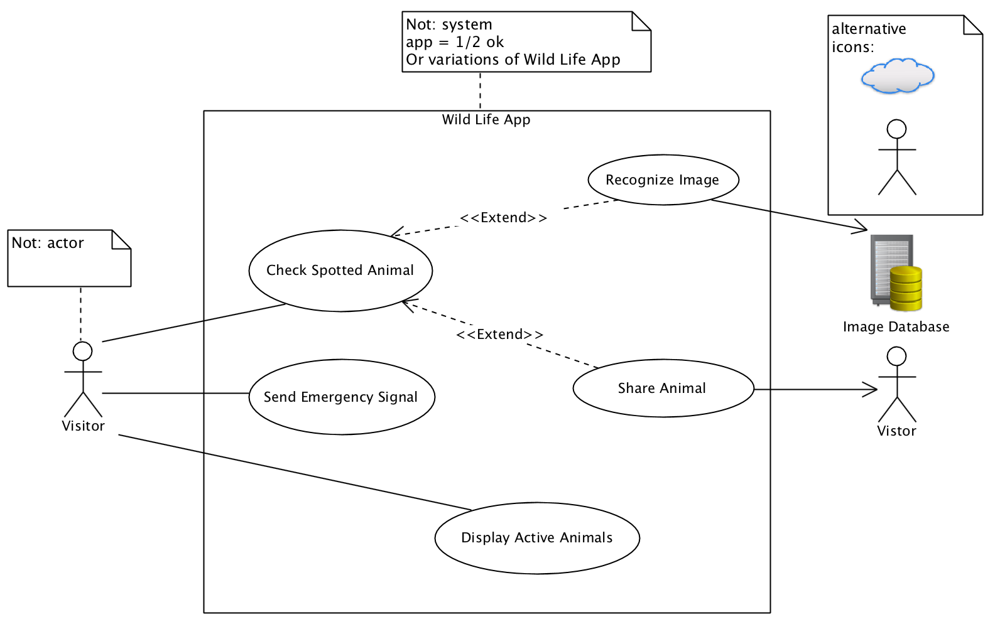 Not: system
app = 1/2 ok
Or variations of Wild Life App
alternative
icons:
Wild Life App
Recognize Image
<<Extend>>
Not: actor
Check Spotted Animal
Image Database
<<Extend>>
Share Animal
Send Emergency Signal
Visitor
Vistor
Display Active Animals